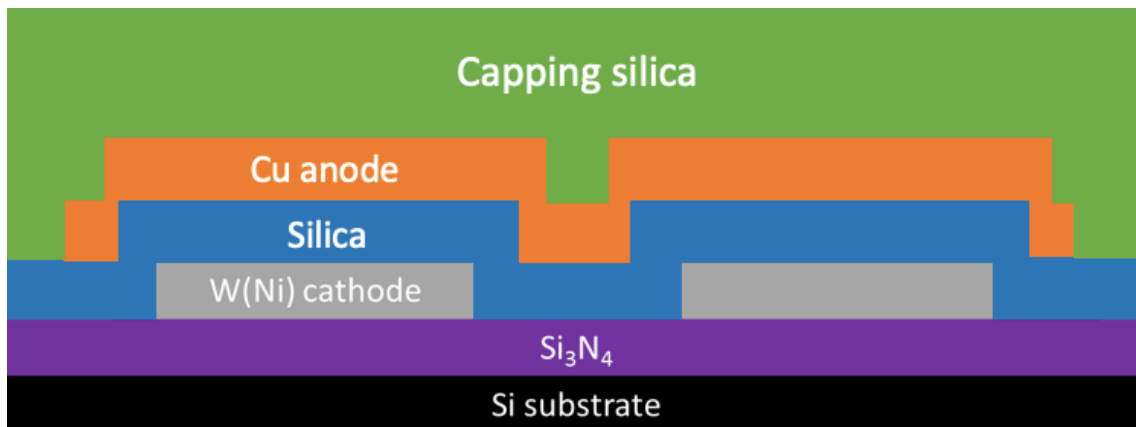 Capping silica
Cu anode
Silica
W(Ni) cathode
Si₃N₄
Si substrate